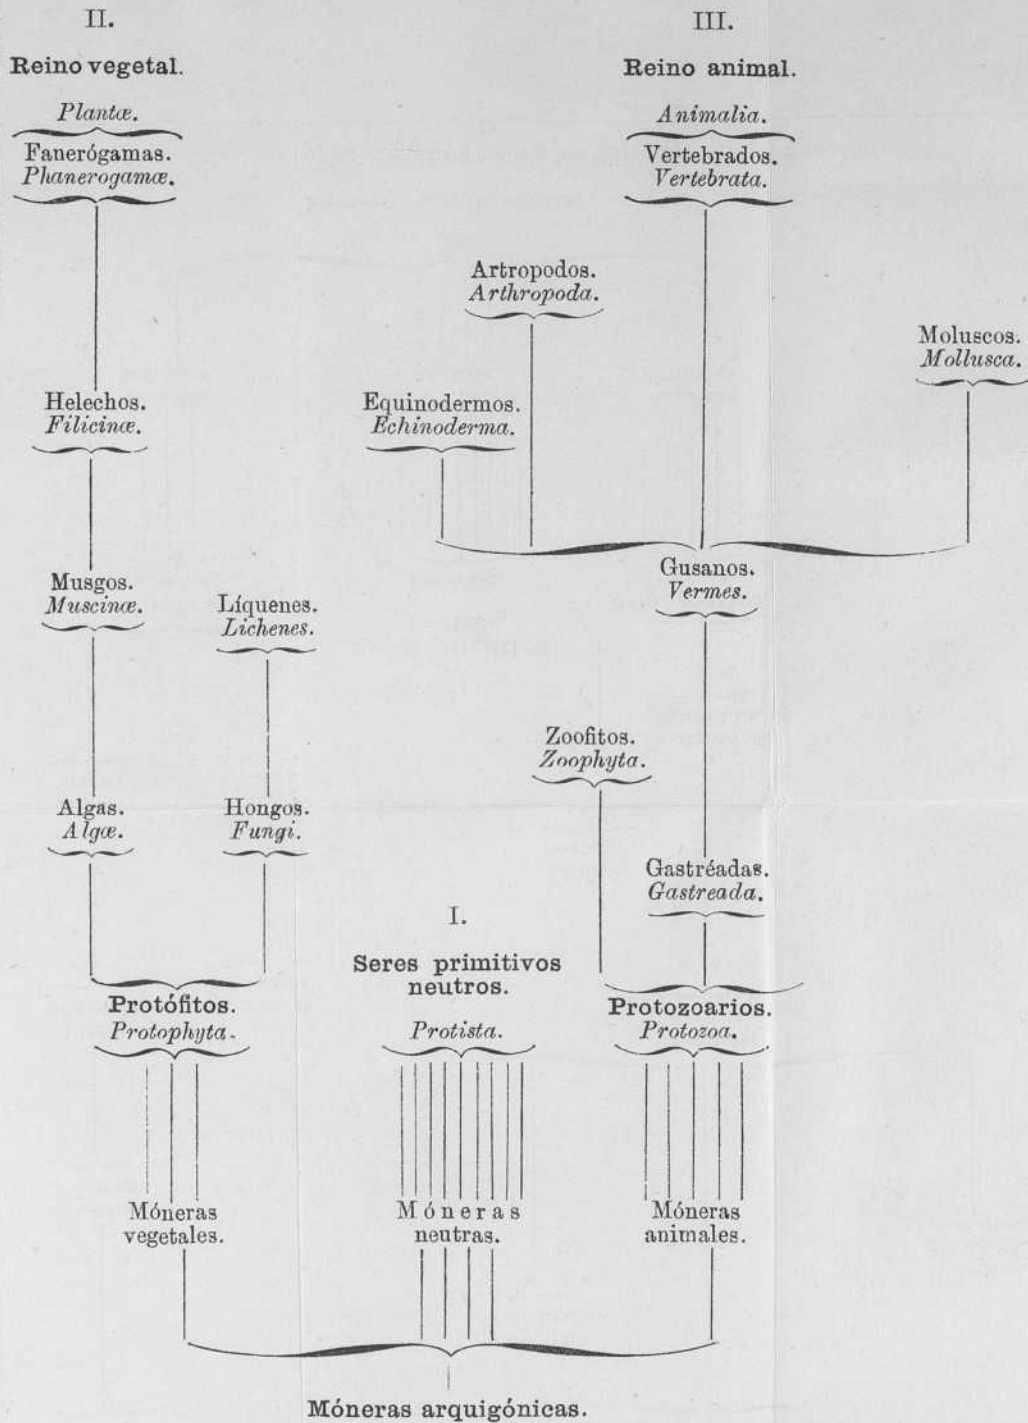 II.
Reino vegetal.
Plantæ.
Fanerógamas.
Phanerogamæ.
Helechos.
Filicinæ.
Musgos.
Muscinæ.
Líquenes.
Lichenes.
Algas.
Algæ.
Hongos.
Fungi.
Protófitos.
Protophyta.
Móneras
vegetales.
I.
Seres primitivos
neutros.
Protista.
Móneras
neutras.
III.
Reino animal.
Animalia.
Vertebrados.
Vertebrata.
Artropodos.
Arthropoda.
Moluscos.
Mollusca.
Equinodermos.
Echinoderma.
Gusanos.
Vermes.
Zoofitos.
Zoophyta.
Gastréadas.
Gastreada.
Protozoarios.
Protozoa.
Móneras
animales.
Móneras arquigónicas.